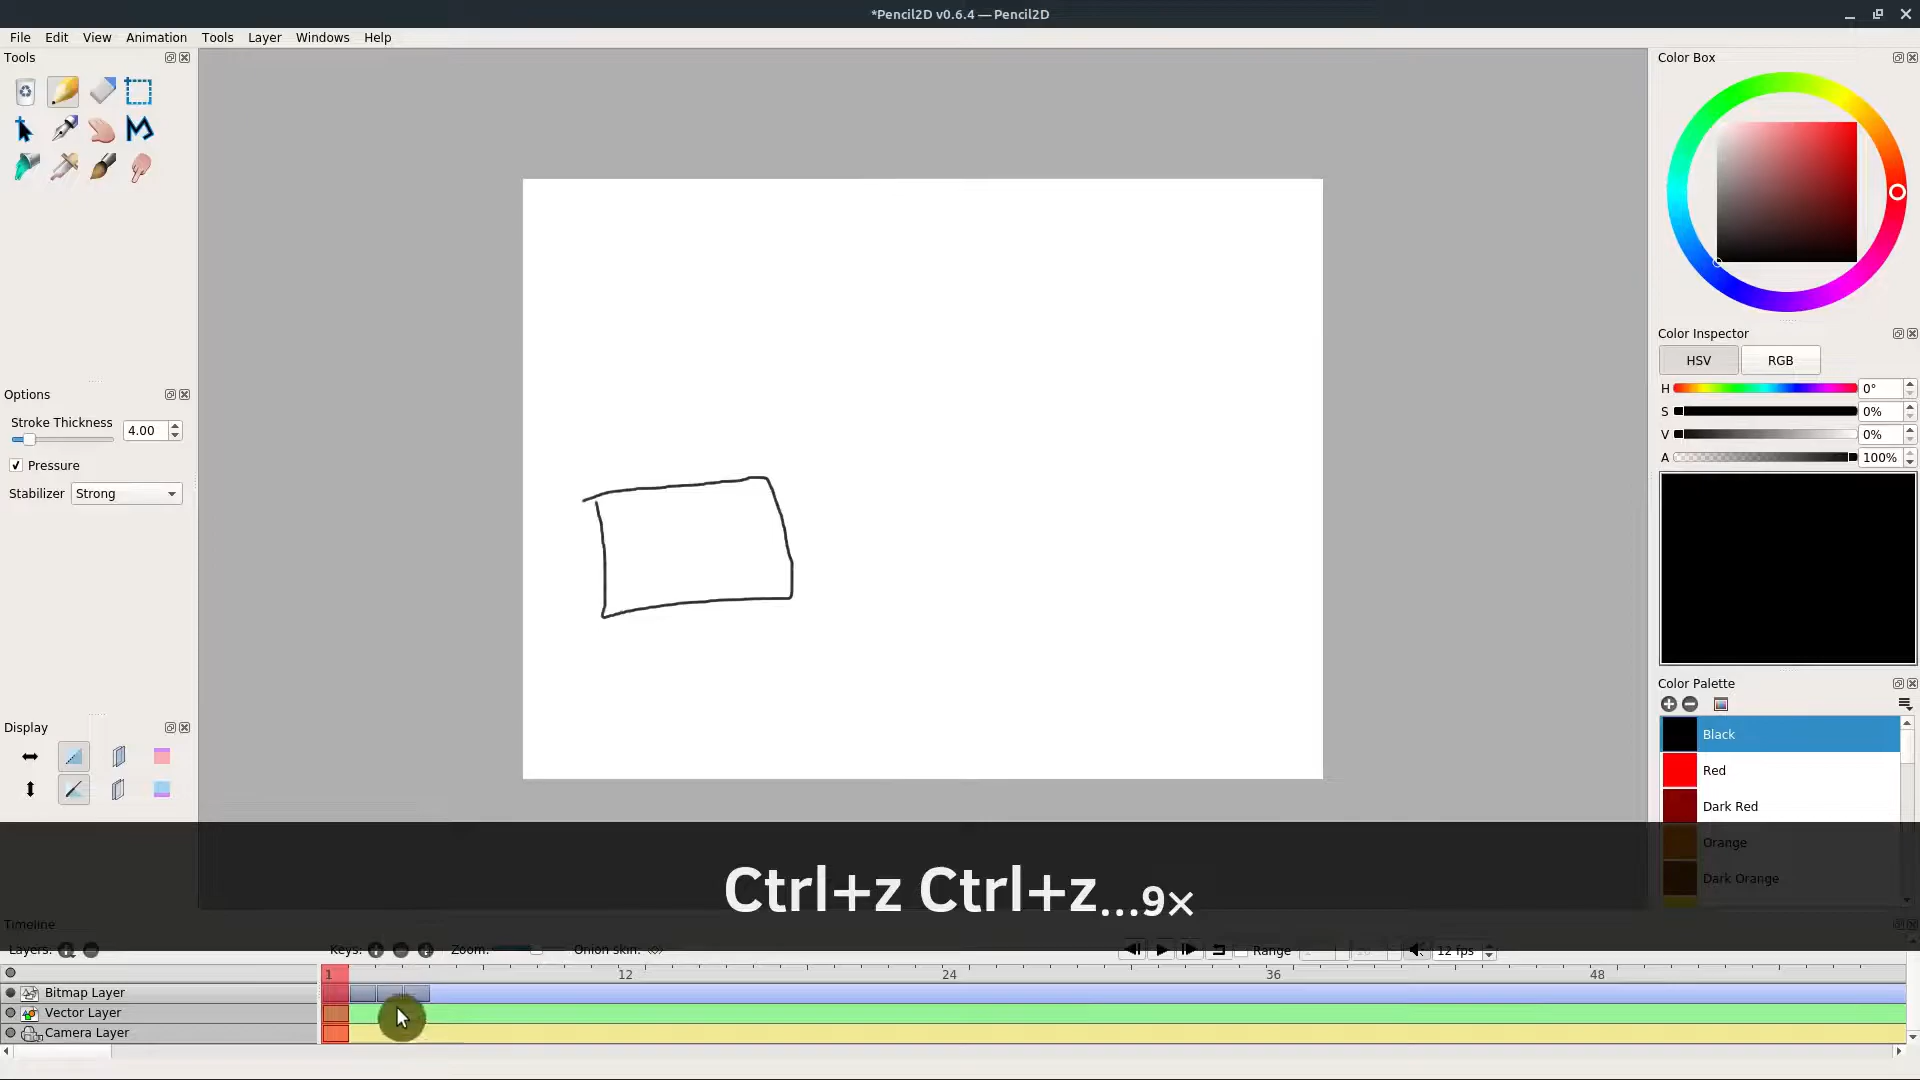 *Pencil2D v0.6.4 — Pencil2D
File Edit View Animation Tools Layer Windows Help
Tools
Color Box
Color Inspector
HSV RGB
H 0°
S 0%
V 0%
A 100%
Options
Stroke Thickness 4.00
Pressure
Stabilizer Strong
Display
Color Palette
Black
Red
Dark Red
Orange
Dark Orange
Ctrl+z Ctrl+z...9×
Timeline
Layers: Keys: Zoom: Onion skin: Range 12 fps
1 12 24 36 48
Bitmap Layer
Vector Layer
Camera Layer